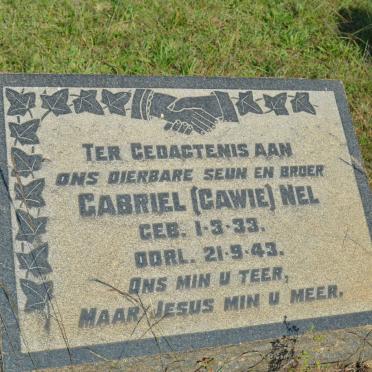 TER GEDAGTENIS AAN
ONS DIERBARE SEUN EN BROER
GABRIEL (GAWIE) NEL
GEB. 1·3·33.
OORL. 21·9·43.
ONS MIN U TEER,
MAAR JESUS MIN U MEER.